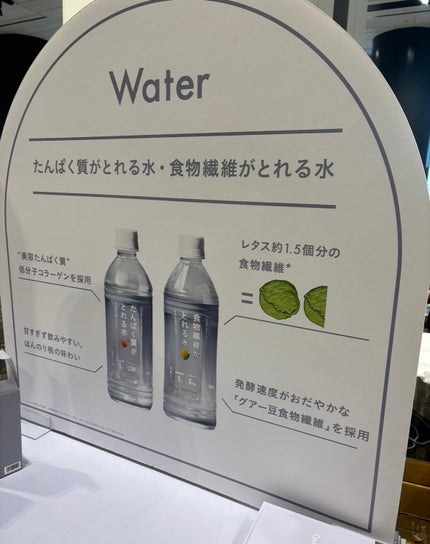 Water
たんぱく質がとれる水・食物繊維がとれる水
"美容たんぱく質"
低分子コラーゲンを採用
甘すぎず飲みやすい、
ほんのり桃の味わい
たんぱく質が
とれる水
食物繊維が
とれる水
レタス約1.5個分の
食物繊維*
=
発酵速度がおだやかな
「グアー豆食物繊維」を採用